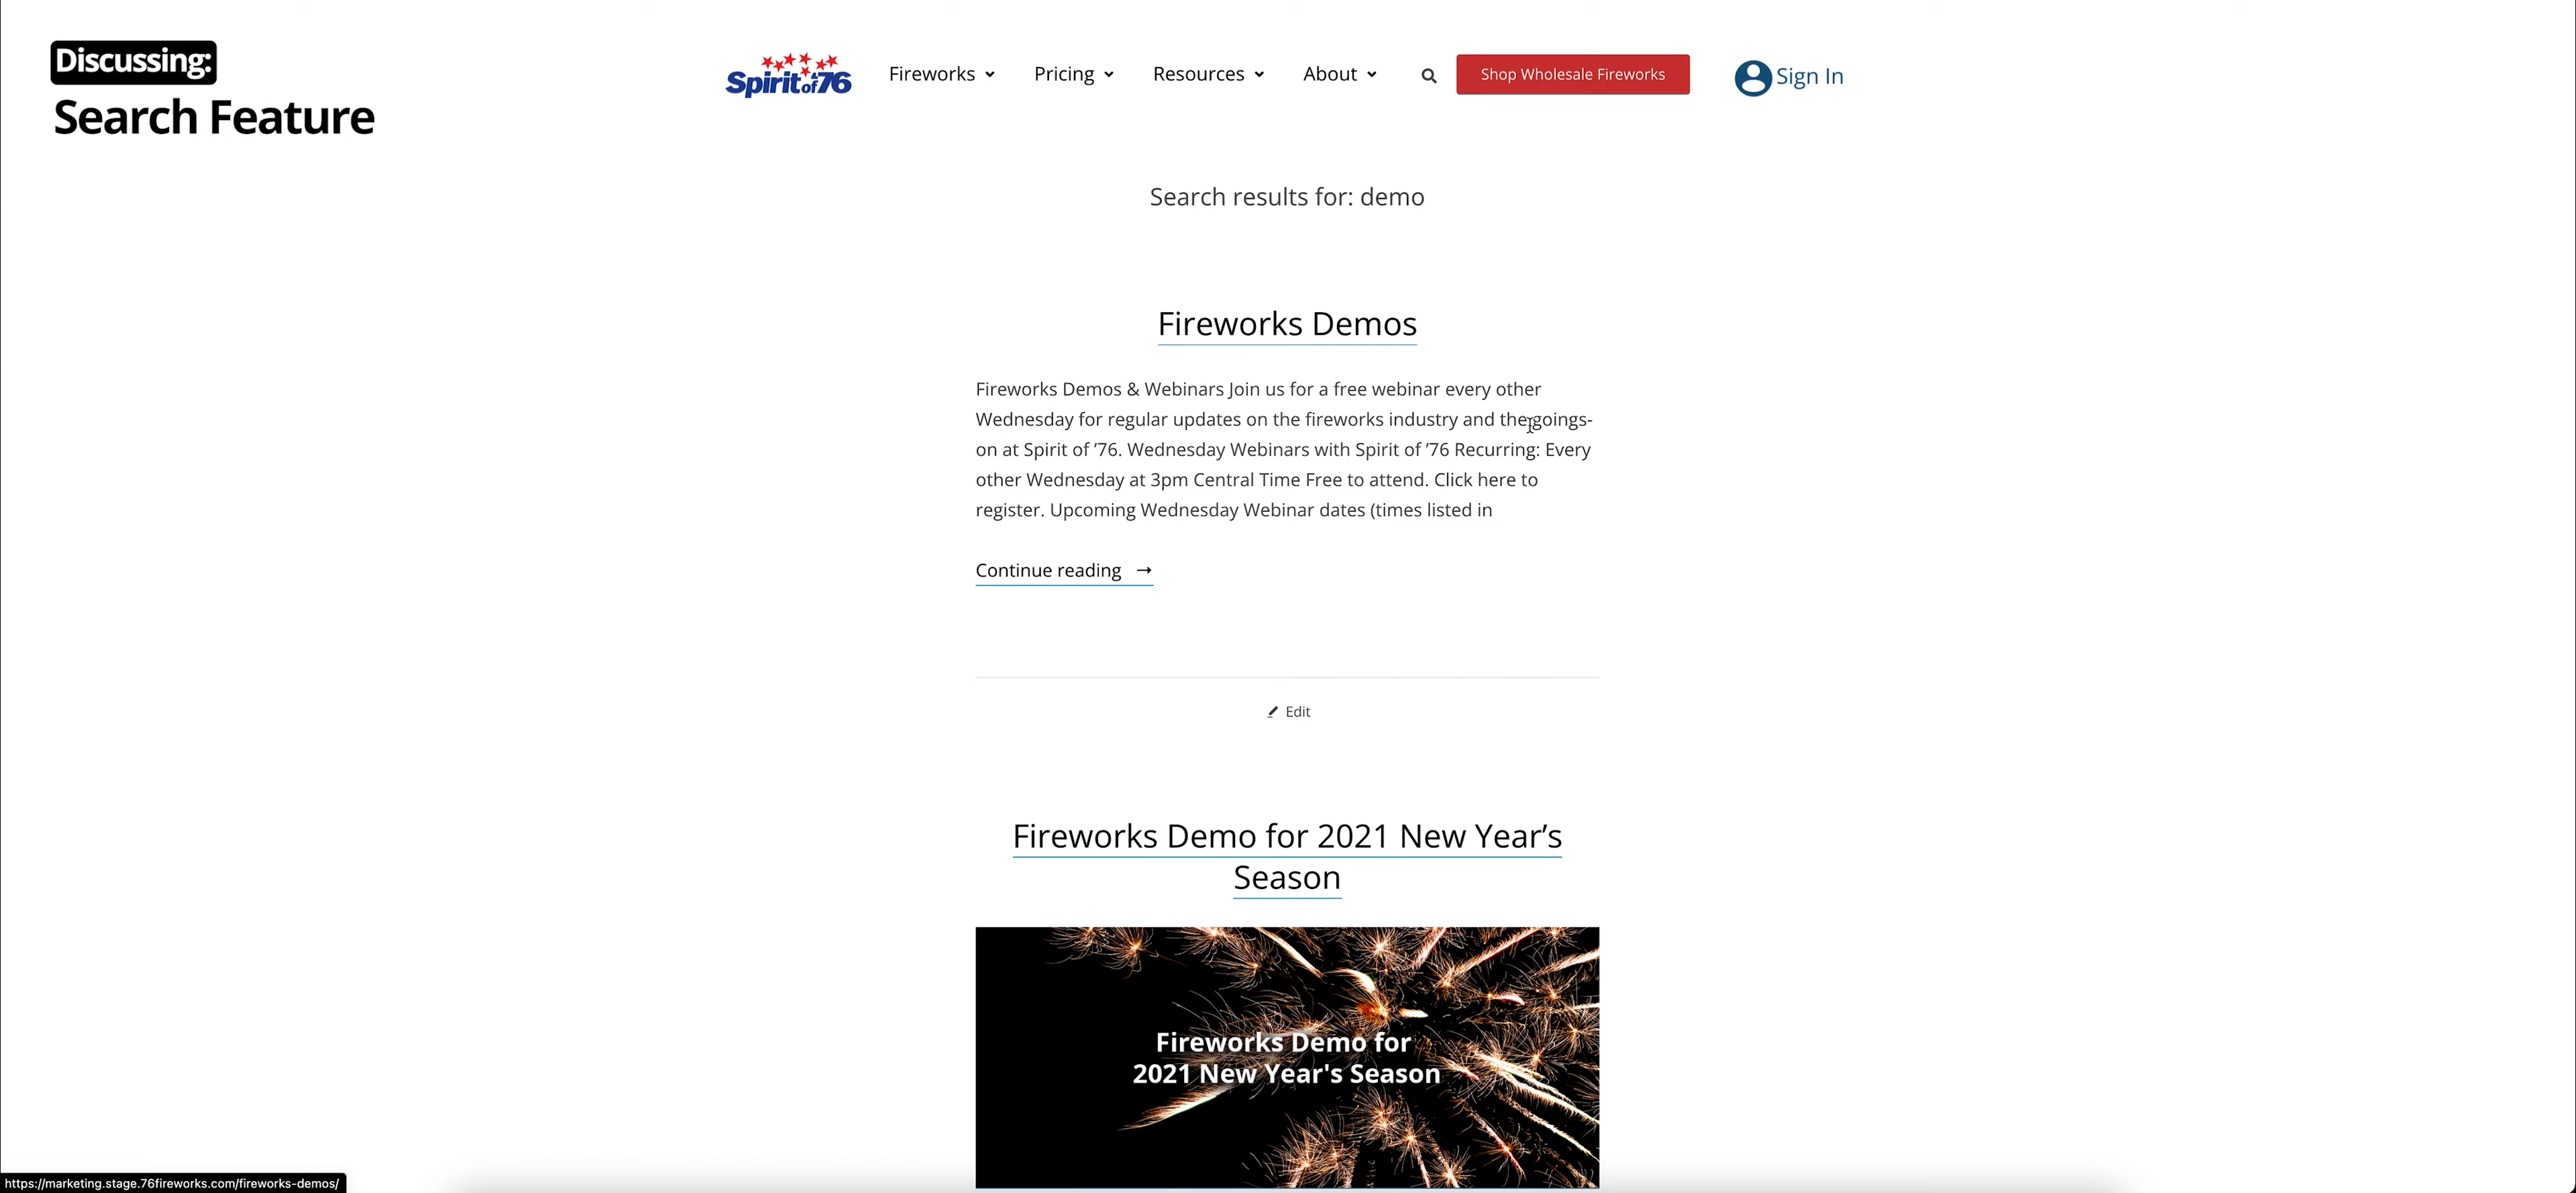 Discussing:
Search Feature
Spirit of '76
Fireworks
Pricing
Resources
About
Shop Wholesale Fireworks
Sign In
Search results for: demo
Fireworks Demos
Fireworks Demos & Webinars Join us for a free webinar every other
Wednesday for regular updates on the fireworks industry and the goings-
on at Spirit of ’76. Wednesday Webinars with Spirit of ’76 Recurring: Every
other Wednesday at 3pm Central Time Free to attend. Click here to
register. Upcoming Wednesday Webinar dates (times listed in
Continue reading →
Edit
Fireworks Demo for 2021 New Year’s
Season
Fireworks Demo for
2021 New Year's Season
https://marketing.stage.76fireworks.com/fireworks-demos/